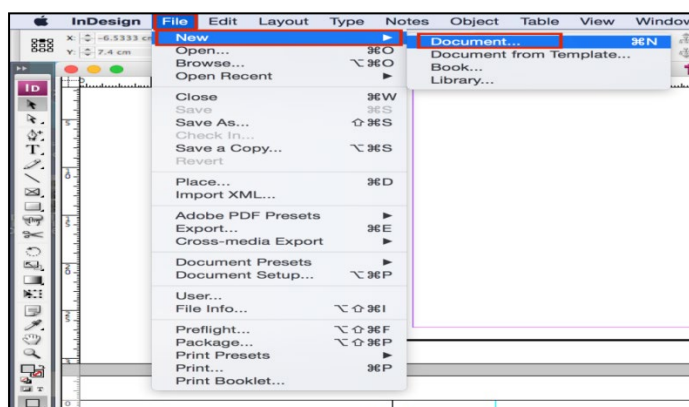 InDesign File Edit Layout Type Notes Object Table View Window
X: -6.5333 cm
Y: 7.4 cm
New ▶
Open... ⌘O
Browse... ⌥⌘O
Open Recent ▶
Close ⌘W
Save ⌘S
Save As... ⇧⌘S
Check In...
Save a Copy... ⌥⌘S
Revert
Place... ⌘D
Import XML...
Adobe PDF Presets ▶
Export... ⌘E
Cross-media Export ▶
Document Presets ▶
Document Setup... ⌥⌘P
User...
File Info... ⌥⇧⌘I
Preflight... ⌥⇧⌘F
Package... ⌥⇧⌘P
Print Presets ▶
Print... ⌘P
Print Booklet...
Document... ⌘N
Document from Template...
Book...
Library...
ID
T